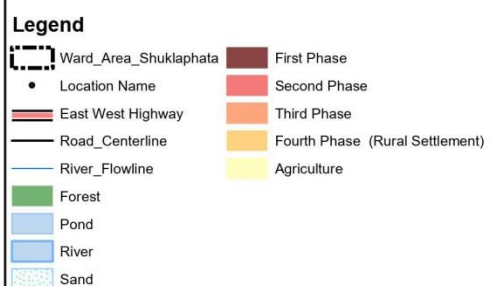 Legend
Ward_Area_Shuklaphata
Location Name
East West Highway
Road_Centerline
River_Flowline
Forest
Pond
River
Sand
First Phase
Second Phase
Third Phase
Fourth Phase (Rural Settlement)
Agriculture